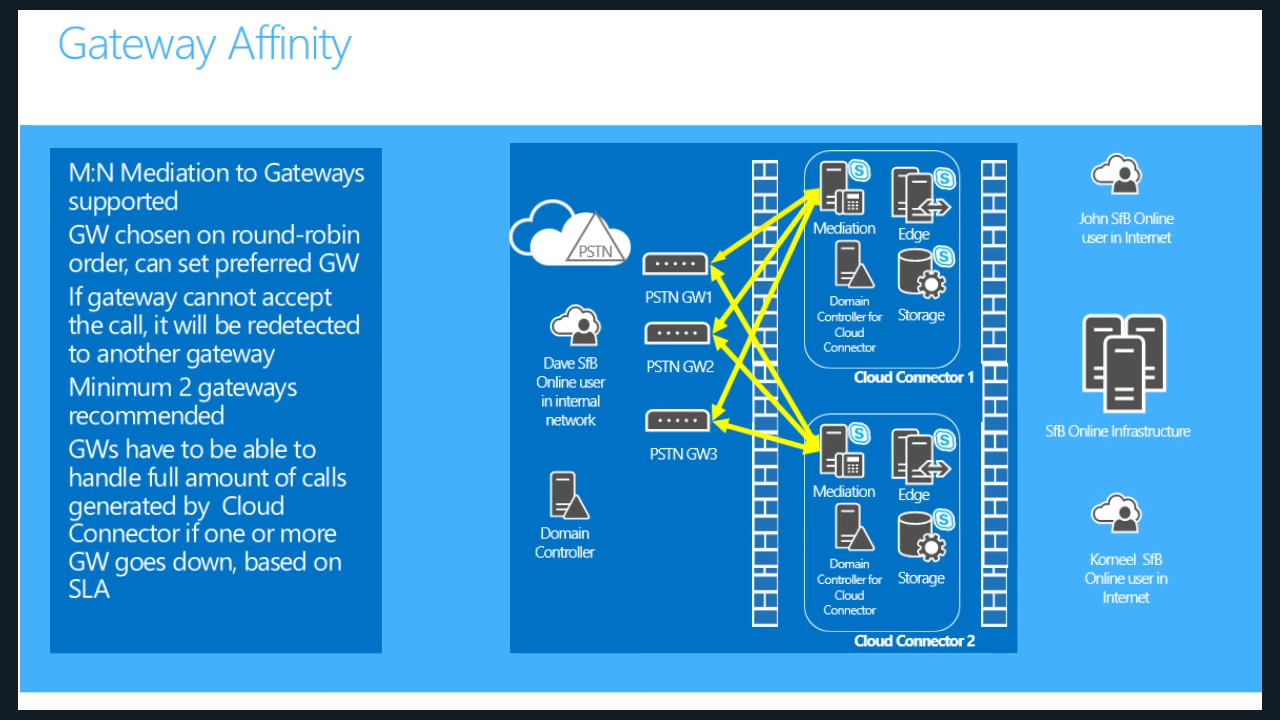 Gateway Affinity
M:N Mediation to Gateways
supported
GW chosen on round-robin
order, can set preferred GW
If gateway cannot accept
the call, it will be redetected
to another gateway
Minimum 2 gateways
recommended
GWs have to be able to
handle full amount of calls
generated by Cloud
Connector if one or more
GW goes down, based on
SLA
PSTN
PSTN GW1
PSTN GW2
PSTN GW3
Dave SfB
Online user
in internal
network
Domain
Controller
S
Mediation
S
Edge
Domain
Controller for
Cloud
Connector
S
Storage
Cloud Connector 1
S
Mediation
S
Edge
Domain
Controller for
Cloud
Connector
S
Storage
Cloud Connector 2
John SfB Online
user in Internet
SfB Online Infrastructure
Korneel SfB
Online user in
Internet